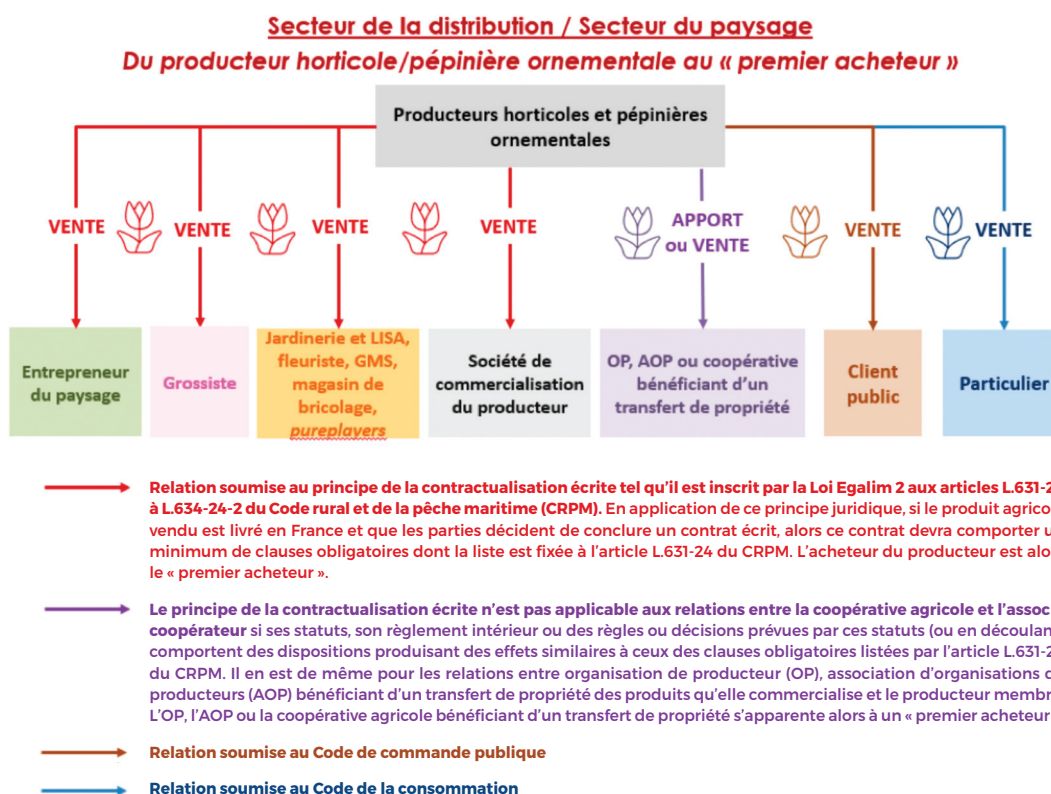 Secteur de la distribution / Secteur du paysage
Du producteur horticole/pépinière ornementale au « premier acheteur »
Producteurs horticoles et pépinières
ornementales
VENTE
VENTE
VENTE
VENTE
APPORT
ou VENTE
VENTE
VENTE
Entrepreneur
du paysage
Grossiste
Jardinerie et LISA,
fleuriste, GMS,
magasin de
bricolage,
pureplayers
Société de
commercialisation
du producteur
OP, AOP ou coopérative
bénéficiant d'un
transfert de propriété
Client
public
Particulier
Relation soumise au principe de la contractualisation écrite tel qu'il est inscrit par la Loi Egalim 2 aux articles L.631-2
à L.634-24-2 du Code rural et de la pêche maritime (CRPM). En application de ce principe juridique, si le produit agrico
vendu est livré en France et que les parties décident de conclure un contrat écrit, alors ce contrat devra comporter u
minimum de clauses obligatoires dont la liste est fixée à l'article L.631-24 du CRPM. L'acheteur du producteur est alo
le « premier acheteur ».
Le principe de la contractualisation écrite n'est pas applicable aux relations entre la coopérative agricole et l'assoc
coopérateur si ses statuts, son règlement intérieur ou des règles ou décisions prévues par ces statuts (ou en découlan
comportent des dispositions produisant des effets similaires à ceux des clauses obligatoires listées par l'article L.631-2
du CRPM. Il en est de même pour les relations entre organisation de producteur (OP), association d'organisations d
producteurs (AOP) bénéficiant d'un transfert de propriété des produits qu'elle commercialise et le producteur membr
L'OP, l'AOP ou la coopérative agricole bénéficiant d'un transfert de propriété s'apparente alors à un « premier acheteur
Relation soumise au Code de commande publique
Relation soumise au Code de la consommation